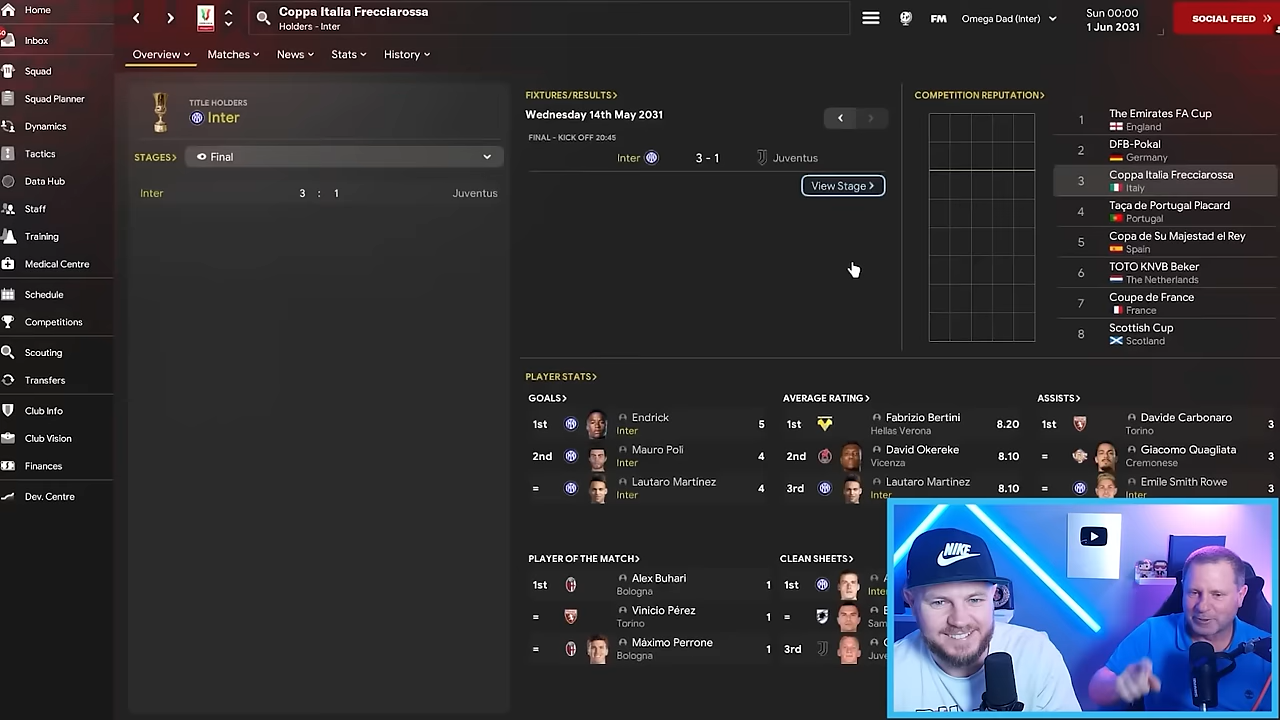 Home
Coppa Italia Frecciarossa
Holders - Inter
FM
Omega Dad (Inter)
Sun 00:00
1 Jun 2031
SOCIAL FEED
Inbox
Squad
Squad Planner
Dynamics
Tactics
Data Hub
Staff
Training
Medical Centre
Schedule
Competitions
Scouting
Transfers
Club Info
Club Vision
Finances
Dev. Centre
Overview
Matches
News
Stats
History
TITLE HOLDERS
Inter
STAGES>
Final
Inter 3 : 1 Juventus
FIXTURES/RESULTS>
Wednesday 14th May 2031
FINAL - KICK OFF 20:45
Inter 3 - 1 Juventus
View Stage >
COMPETITION REPUTATION>
1 The Emirates FA Cup
England
2 DFB-Pokal
Germany
3 Coppa Italia Frecciarossa
Italy
4 Taça de Portugal Placard
Portugal
5 Copa de Su Majestad el Rey
Spain
6 TOTO KNVB Beker
The Netherlands
7 Coupe de France
France
8 Scottish Cup
Scotland
PLAYER STATS>
GOALS>
1st Endrick 5
Inter
2nd Mauro Poli 4
Inter
= Lautaro Martínez 4
Inter
AVERAGE RATING>
1st Fabrizio Bertini 8.20
Hellas Verona
2nd David Okereke 8.10
Vicenza
3rd Lautaro Martínez 8.10
Inter
ASSISTS>
1st Davide Carbonaro 3
Torino
= Giacomo Quagliata 3
Cremonese
= Emile Smith Rowe 3
Inter
PLAYER OF THE MATCH>
1st Alex Buhari 1
Bologna
= Vinicio Pérez 1
Torino
= Máximo Perrone 1
Bologna
CLEAN SHEETS>
1st
Inter
=
3rd
NIKE